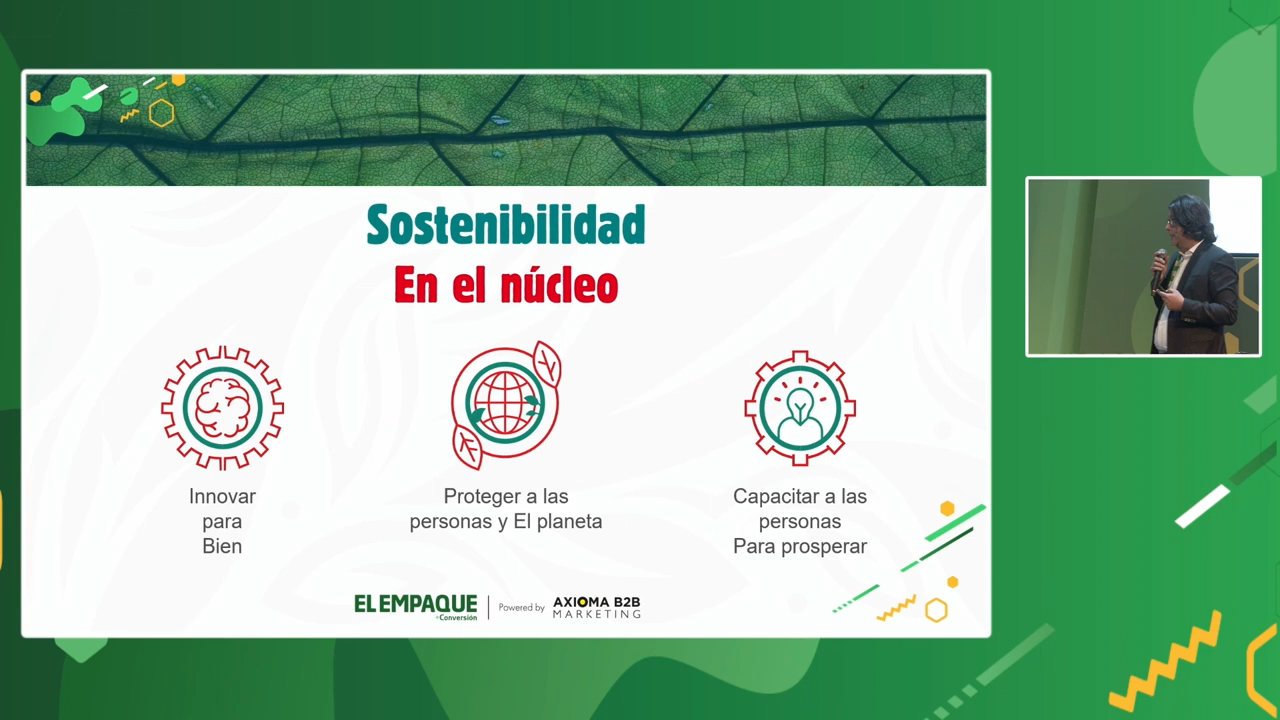 Sostenibilidad
En el núcleo
Innovar
para
Bien
Proteger a las
personas y El planeta
Capacitar a las
personas
Para prosperar
EL EMPAQUE
+Conversión
Powered by
AXIOMA B2B
MARKETING